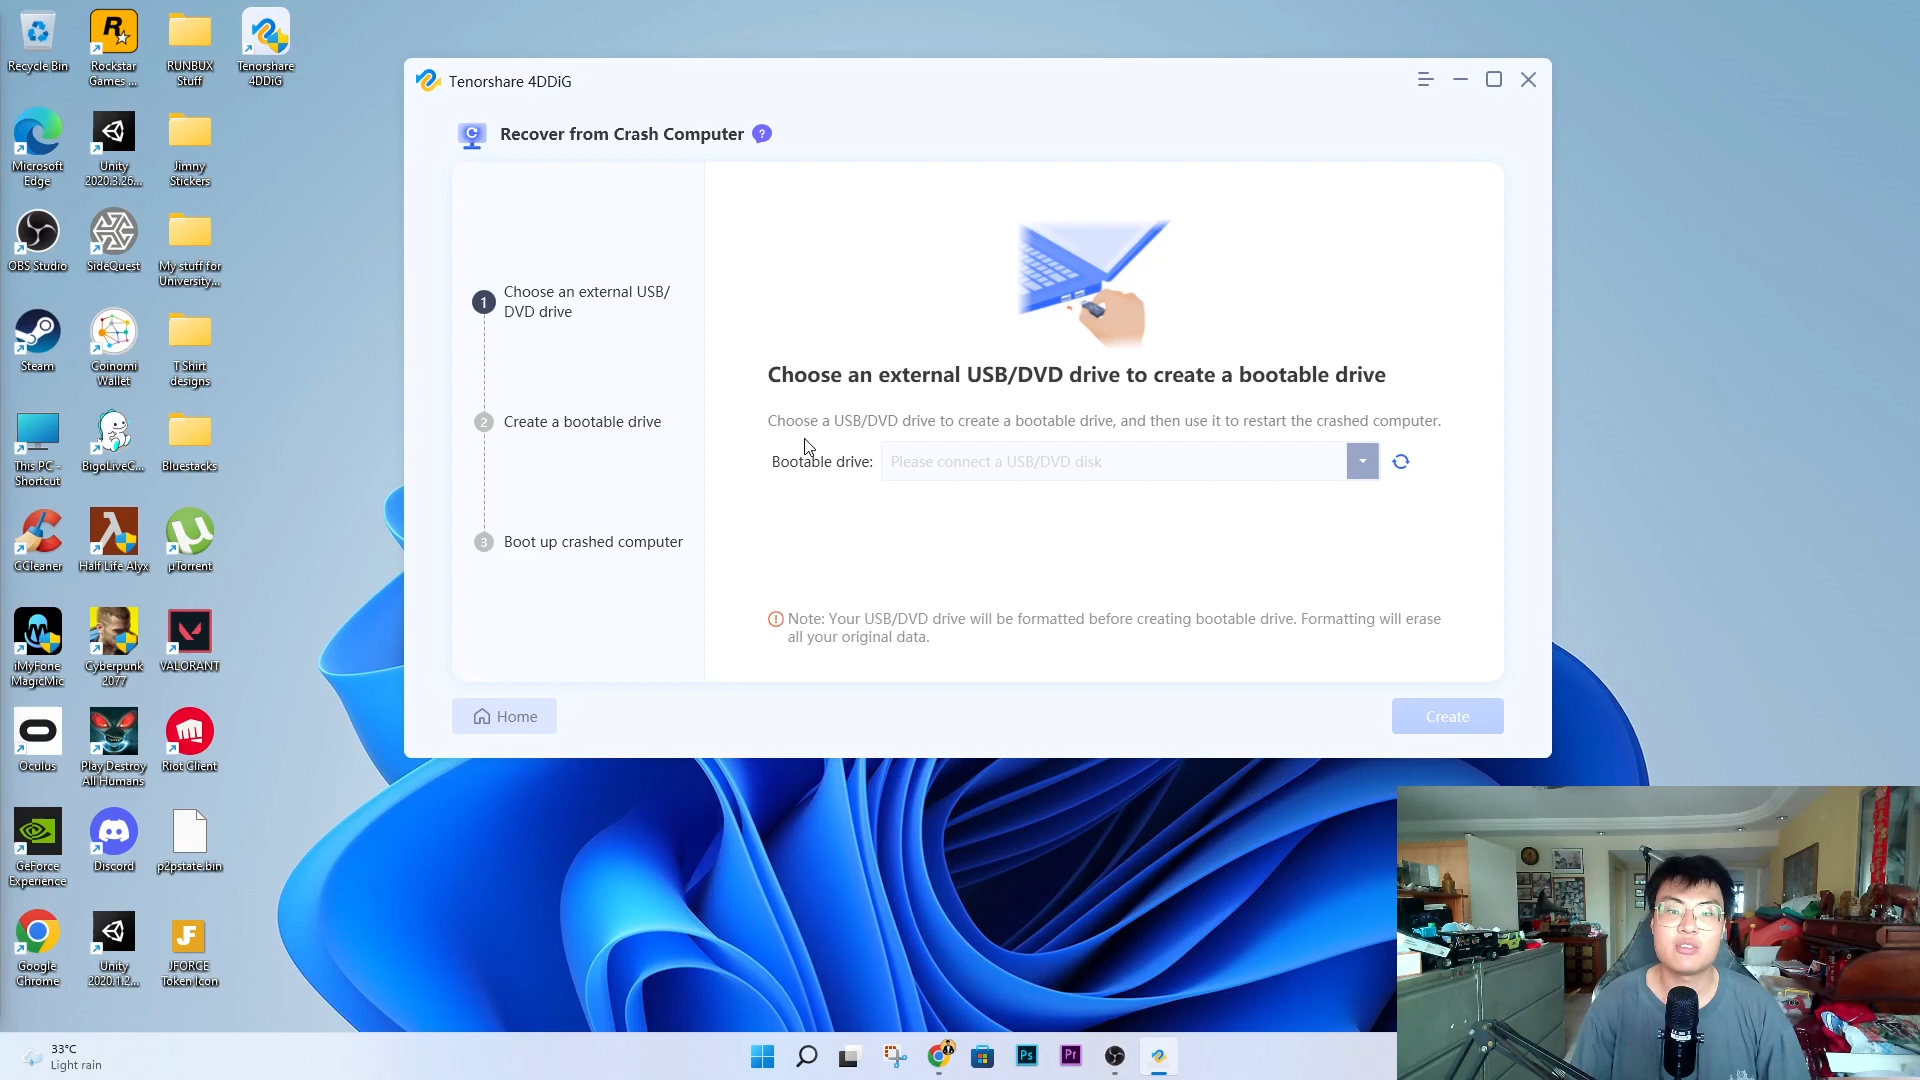 Recycle Bin
Rockstar
Games ...
RUNBUX
Stuff
Tenorshare
4DDiG
Microsoft
Edge
Unity
2020.3.26...
Jimny
Stickers
OBS Studio
SideQuest
My stuff for
University...
Steam
Coinomi
Wallet
T Shirt
designs
This PC -
Shortcut
BigoLiveC...
Bluestacks
CCleaner
Half Life Alyx
µTorrent
iMyFone
MagicMic
Cyberpunk
2077
VALORANT
Oculus
Play Destroy
All Humans
Riot Client
GeForce
Experience
Discord
p2pstate.bin
Google
Chrome
Unity
2020.1.2...
JFORCE
Token Icon
Tenorshare 4DDiG
Recover from Crash Computer ?
1 Choose an external USB/
DVD drive
2 Create a bootable drive
3 Boot up crashed computer
Choose an external USB/DVD drive to create a bootable drive
Choose a USB/DVD drive to create a bootable drive, and then use it to restart the crashed computer.
Bootable drive: Please connect a USB/DVD disk
Note: Your USB/DVD drive will be formatted before creating bootable drive. Formatting will erase
all your original data.
Home
Create
33°C
Light rain
Ps
Pr